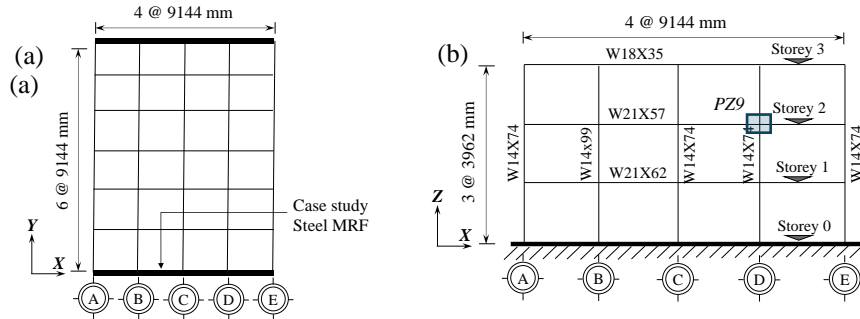 4 @ 9144 mm
(a)
(a)
6 @ 9144 mm
Case study
Steel MRF
Y
X
A B C D E
4 @ 9144 mm
(b)
W18X35
Storey 3
PZ9
W21X57
Storey 2
3 @ 3962 mm
W14X74 W14x99 W14X74 W14X74
W21X62
Storey 1
Z
Storey 0
X
A B C D E